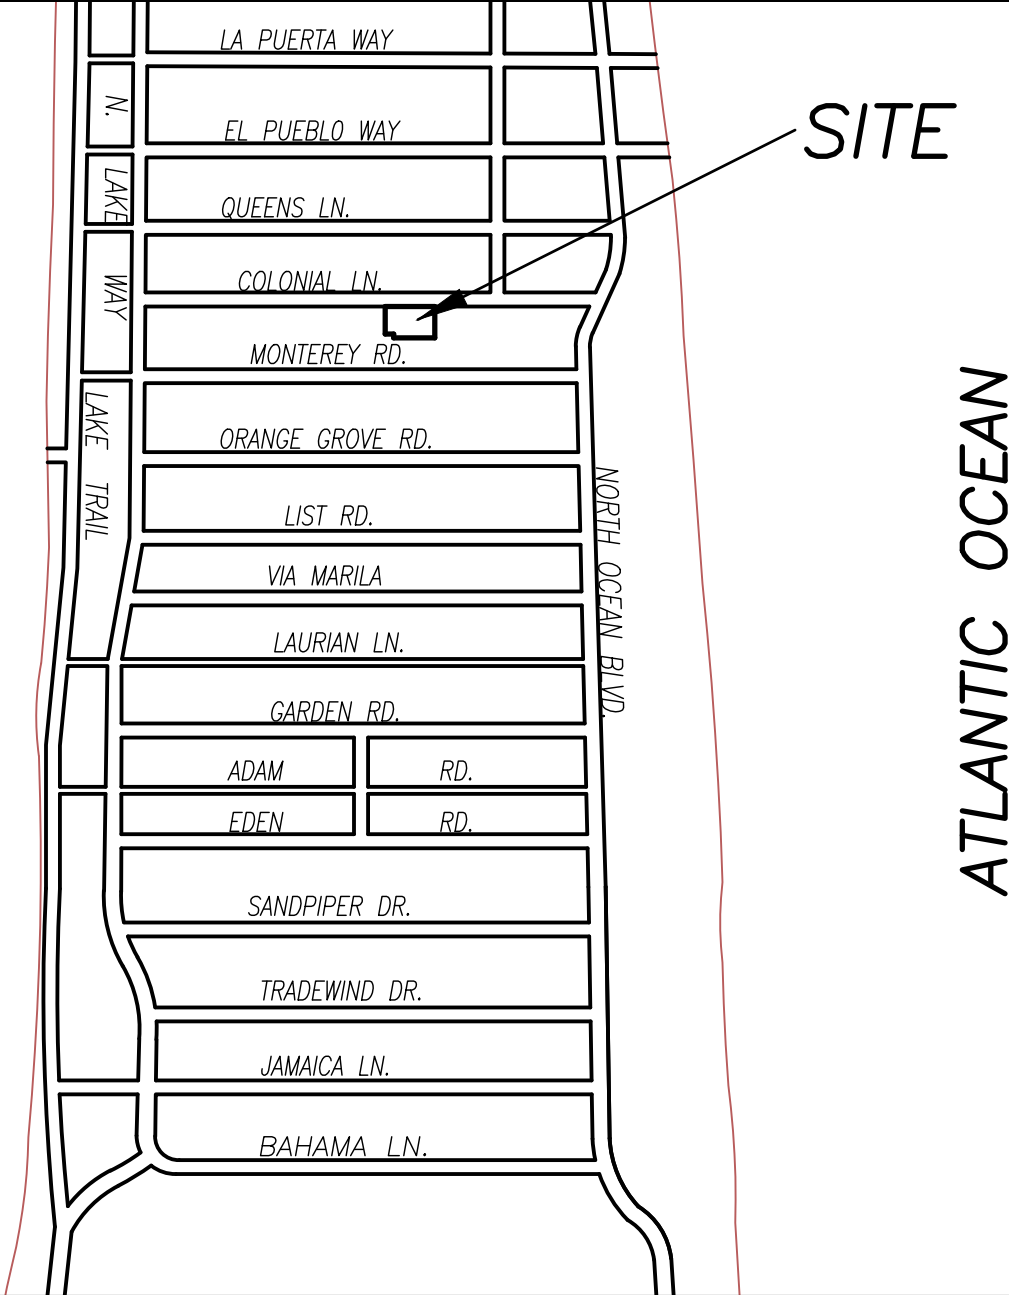 LA PUERTA WAY
N.
SITE
EL PUEBLO WAY
LAKE
QUEENS LN.
WAY
COLONIAL LN.
MONTEREY RD.
LAKE TRAIL
ORANGE GROVE RD.
NORTH OCEAN BLVD.
ATLANTIC OCEAN
LIST RD.
VIA MARILA
LAURIAN LN.
GARDEN RD.
ADAM RD.
EDEN RD.
SANDPIPER DR.
TRADEWIND DR.
JAMAICA LN.
BAHAMA LN.